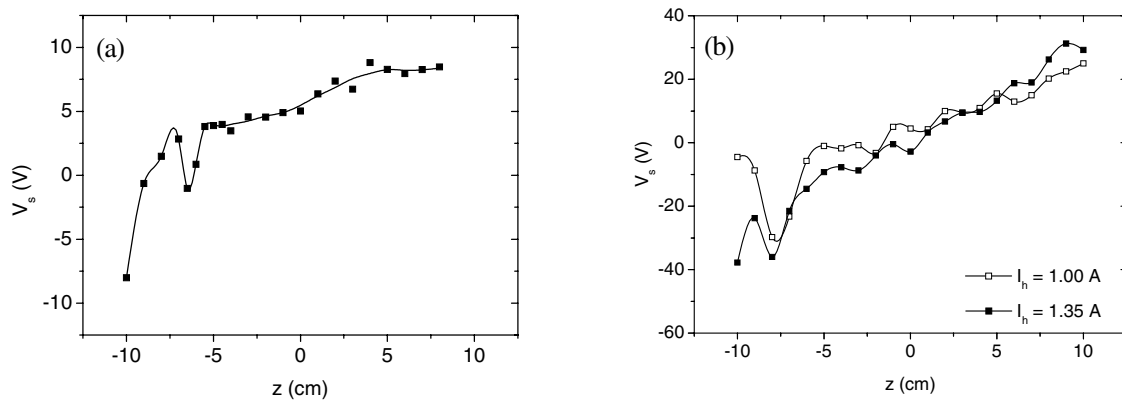 (a)
10
5
0
-5
-10
V_s (V)
-10 -5 0 5 10
z (cm)
(b)
40
20
0
-20
-40
-60
V_s (V)
I_h = 1.00 A
I_h = 1.35 A
-10 -5 0 5 10
z (cm)